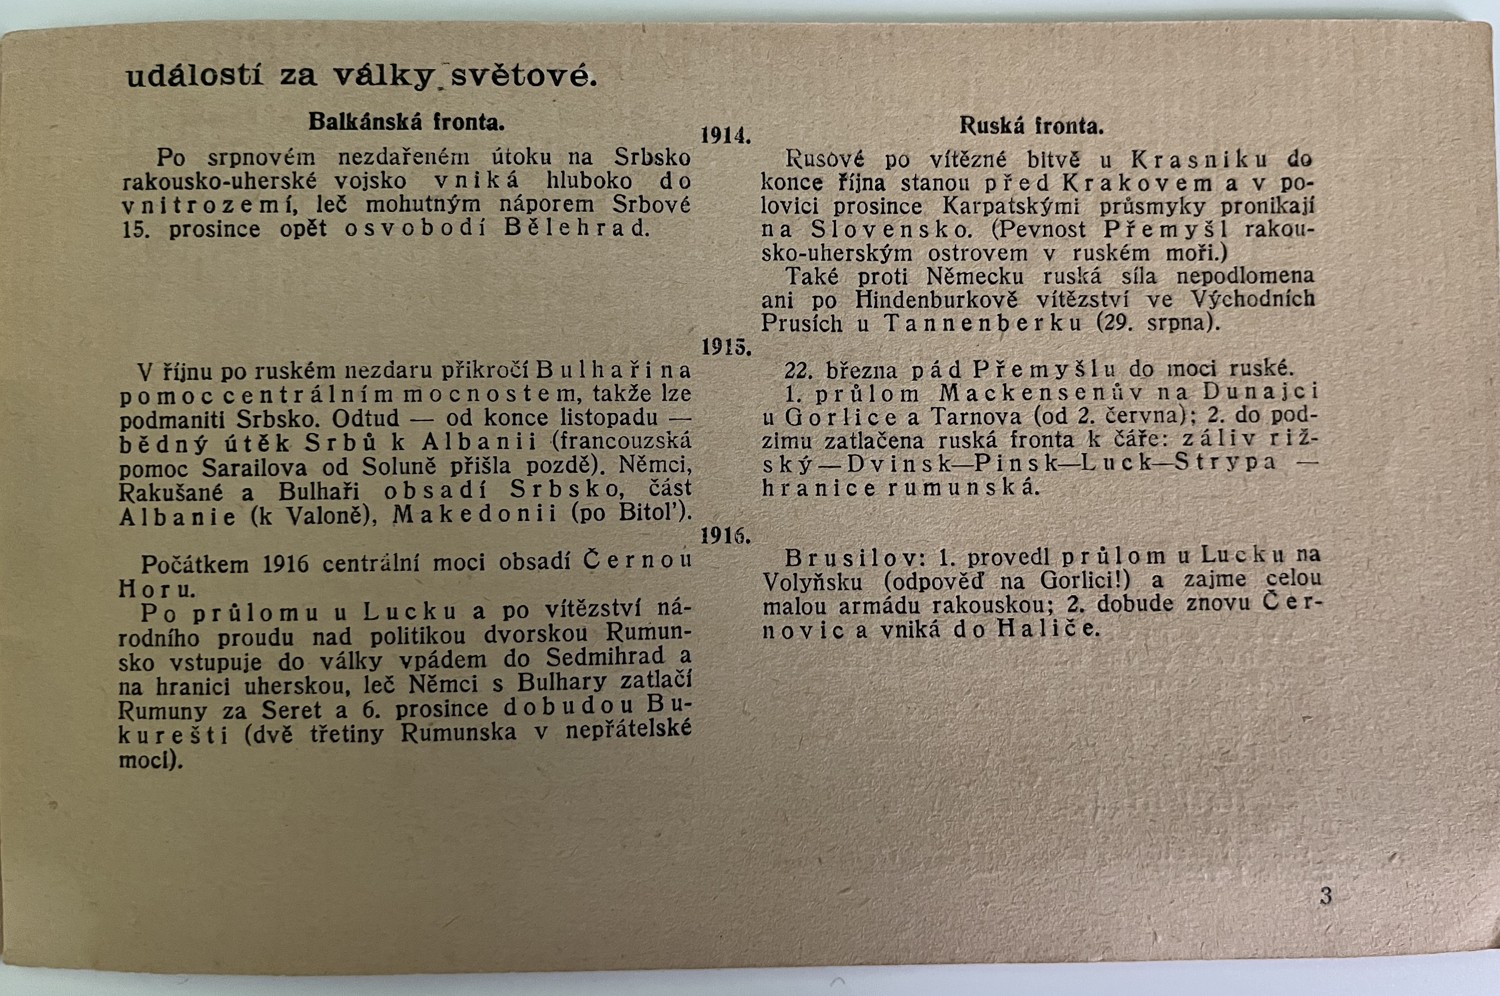 událostí za války světové.
Balkánská fronta.
Ruská fronta.
1914.
Po srpnovém nezdařeném útoku na Srbsko
rakousko-uherské vojsko vniká hluboko do
vnitrozemí, leč mohutným náporem Srbové
15. prosince opět osvobodí Bělehrad.
Rusové po vítězné bitvě u Krasniku do
konce října stanou před Krakovem a v po-
lovici prosince Karpatskými průsmyky pronikají
na Slovensko. (Pevnost Přemyšl rakou-
sko-uherským ostrovem v ruském moři.)
Také proti Německu ruská síla nepodlomena
ani po Hindenburkově vítězství ve Východních
Prusích u Tannenberku (29. srpna).
1915.
V říjnu po ruském nezdaru přikročí Bulhařina
pomoc centrálním mocnostem, takže lze
podmaniti Srbsko. Odtud — od konce listopadu —
bědný útěk Srbů k Albanii (francouzská
pomoc Sarailova od Soluně přišla pozdě). Němci,
Rakušané a Bulhaři obsadí Srbsko, část
Albanie (k Valoně), Makedonii (po Bitol').
22. března pád Přemyšlu do moci ruské.
1. průlom Mackensenův na Dunajci
u Gorlice a Tarnova (od 2. června); 2. do pod-
zimu zatlačena ruská fronta k čáře: záliv riž-
ský—Dvinsk—Pinsk—Luck—Strypa —
hranice rumunská.
1916.
Počátkem 1916 centrální moci obsadí Černou
Horu.
Po průlomu u Lucku a po vítězství ná-
rodního proudu nad politikou dvorskou Rumun-
sko vstupuje do války vpádem do Sedmihrad a
na hranici uherskou, leč Němci s Bulhary zatlačí
Rumuny za Seret a 6. prosince dobudou Bu-
kurešti (dvě třetiny Rumunska v nepřátelské
moci).
Brusilov: 1. provedl průlom u Lucku na
Volyňsku (odpověď na Gorlici!) a zajme celou
malou armádu rakouskou; 2. dobude znovu Čer-
novic a vniká do Haliče.
3